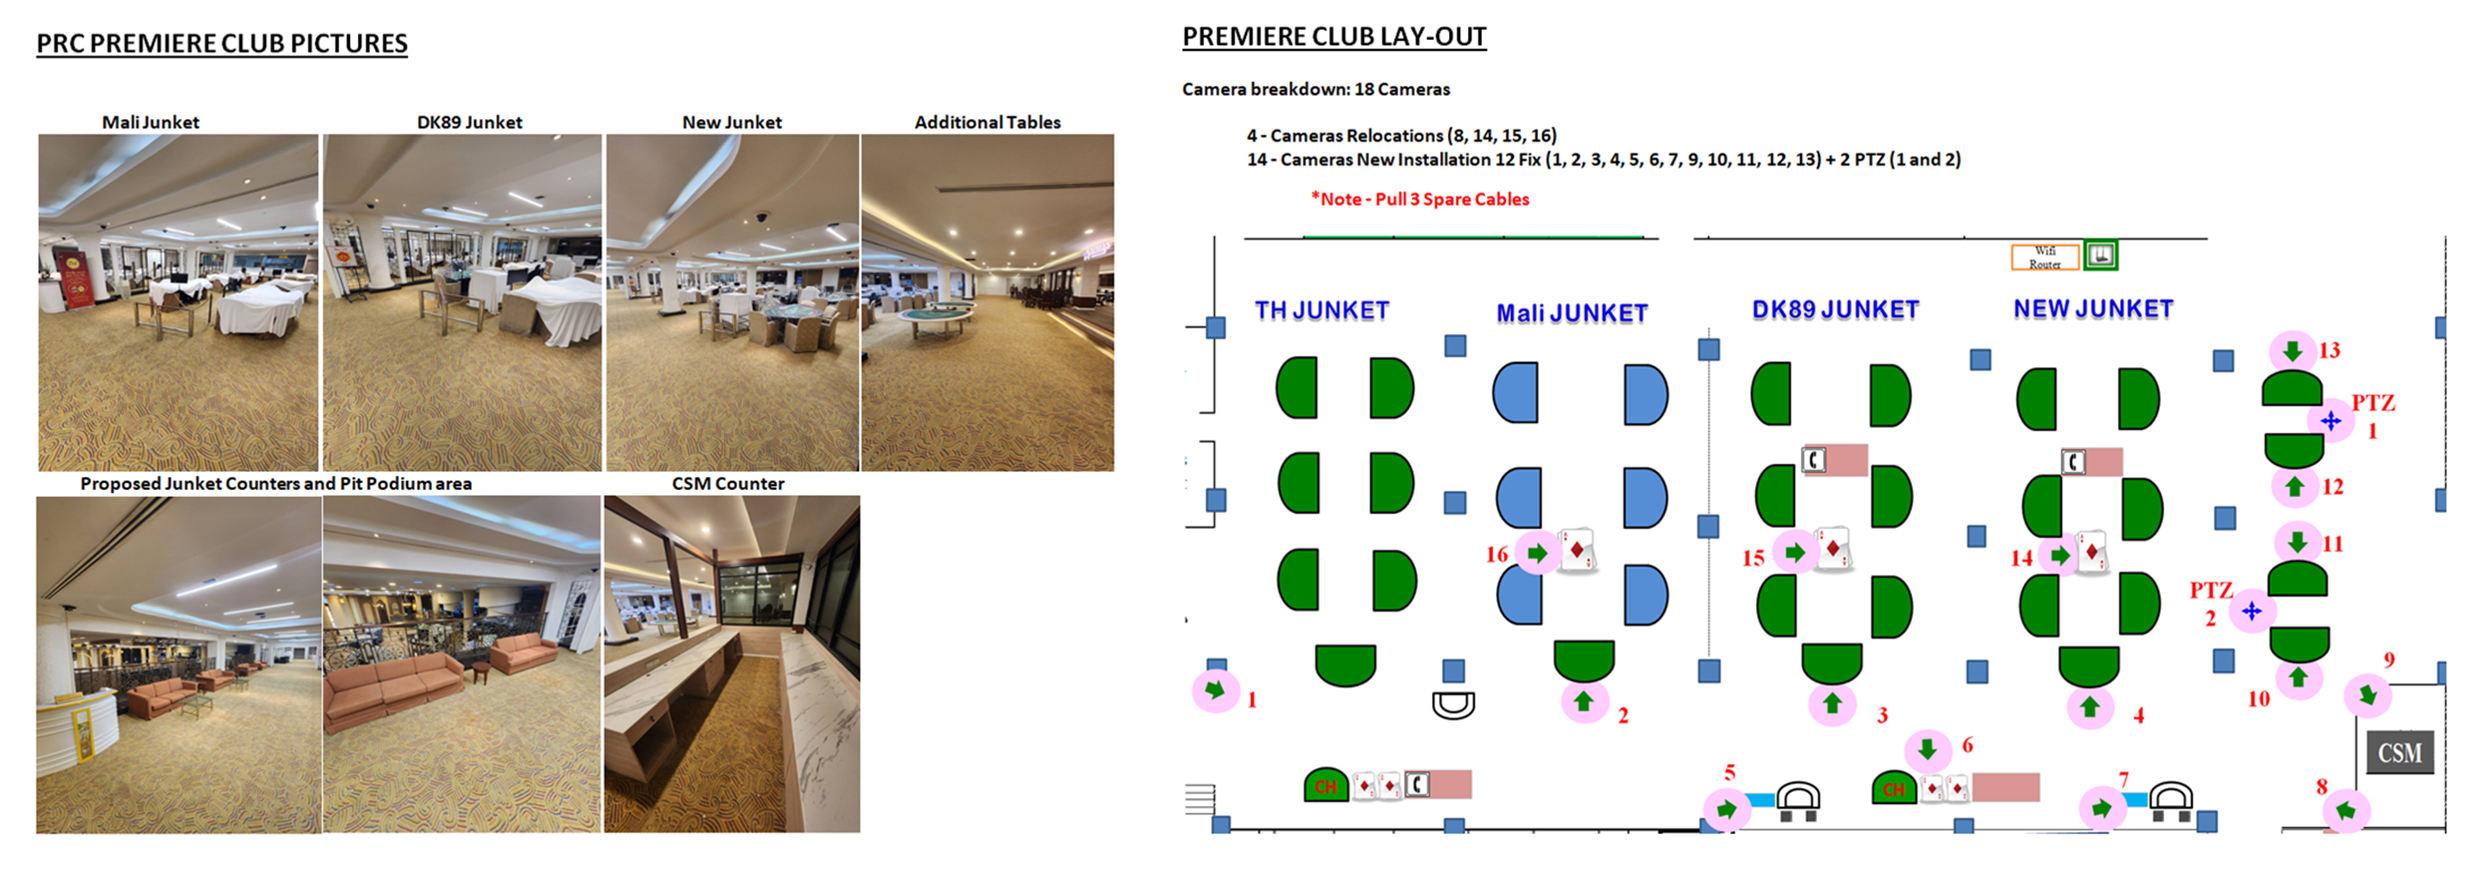 PRC PREMIERE CLUB PICTURES
Mali Junket
DK89 Junket
New Junket
Additional Tables
Proposed Junket Counters and Pit Podium area
CSM Counter
PREMIERE CLUB LAY-OUT
Camera breakdown: 18 Cameras
4 - Cameras Relocations (8, 14, 15, 16)
14 - Cameras New Installation 12 Fix (1, 2, 3, 4, 5, 6, 7, 9, 10, 11, 12, 13) + 2 PTZ (1 and 2)
*Note - Pull 3 Spare Cables
Wifi
Router
TH JUNKET
Mali JUNKET
DK89 JUNKET
NEW JUNKET
13
PTZ
1
12
16
15
14
11
PTZ
2
10
9
1
2
3
4
6
5
7
8
CSM
CH
CH